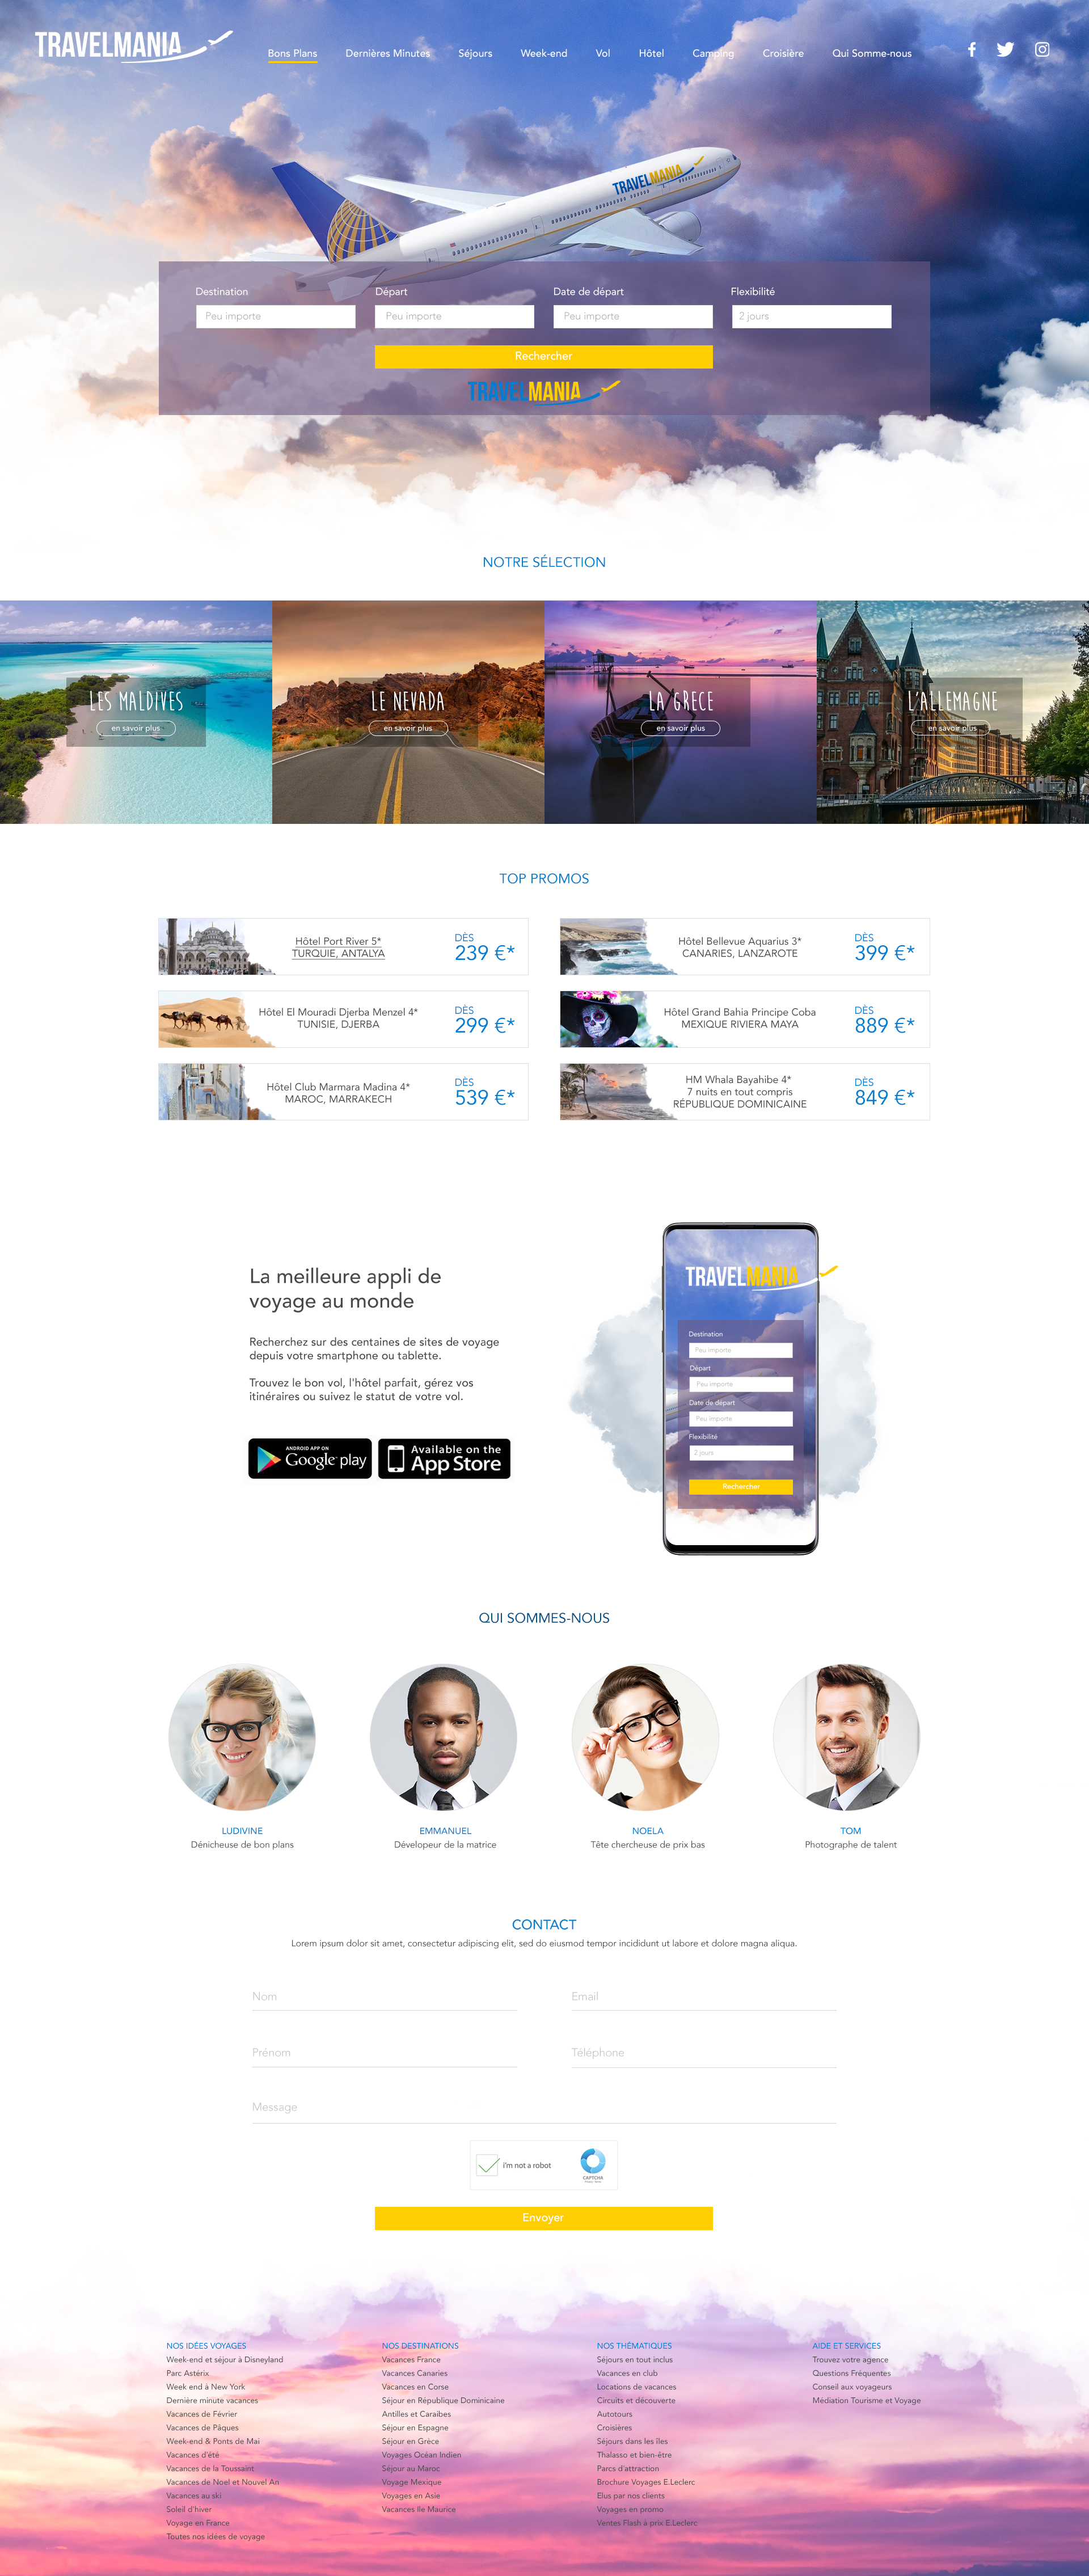 TRAVELMANIA
Bons Plans
Dernières Minutes
Séjours
Week-end
Vol
Hôtel
Camping
Croisière
Qui Somme-nous
TRAVELMANIA
Destination
Départ
Date de départ
Flexibilité
Peu importe
Peu importe
Peu importe
2 jours
Rechercher
TRAVELMANIA
NOTRE SÉLECTION
LES MALDIVES
en savoir plus
LE NEVADA
en savoir plus
LA GRECE
en savoir plus
L'ALLEMAGNE
en savoir plus
TOP PROMOS
Hôtel Port River 5*
TURQUIE, ANTALYA
DÈS
239 €*
Hôtel Bellevue Aquarius 3*
CANARIES, LANZAROTE
DÈS
399 €*
Hôtel El Mouradi Djerba Menzel 4*
TUNISIE, DJERBA
DÈS
299 €*
Hôtel Grand Bahia Principe Coba
MEXIQUE RIVIERA MAYA
DÈS
889 €*
Hôtel Club Marmara Madina 4*
MAROC, MARRAKECH
DÈS
539 €*
HM Whala Bayahibe 4*
7 nuits en tout compris
RÉPUBLIQUE DOMINICAINE
DÈS
849 €*
La meilleure appli de
voyage au monde
Recherchez sur des centaines de sites de voyage
depuis votre smartphone ou tablette.
Trouvez le bon vol, l'hôtel parfait, gérez vos
itinéraires ou suivez le statut de votre vol.
ANDROID APP ON
Google play
Available on the
App Store
TRAVELMANIA
Destination
Peu importe
Départ
Peu importe
Date de départ
Peu importe
Flexibilité
2 jours
Rechercher
QUI SOMMES-NOUS
LUDIVINE
Dénicheuse de bon plans
EMMANUEL
Dévelopeur de la matrice
NOELA
Tête chercheuse de prix bas
TOM
Photographe de talent
CONTACT
Lorem ipsum dolor sit amet, consectetur adipiscing elit, sed do eiusmod tempor incididunt ut labore et dolore magna aliqua.
Nom
Email
Prénom
Téléphone
Message
I'm not a robot
CAPTCHA
Envoyer
NOS IDÉES VOYAGES
Week-end et séjour à Disneyland
Parc Astérix
Week end à New York
Dernière minute vacances
Vacances de Février
Vacances de Pâques
Week-end & Ponts de Mai
Vacances d'été
Vacances de la Toussaint
Vacances de Noel et Nouvel An
Vacances au ski
Soleil d'hiver
Voyage en France
Toutes nos idées de voyage
NOS DESTINATIONS
Vacances France
Vacances Canaries
Vacances en Corse
Séjour en République Dominicaine
Antilles et Caraibes
Séjour en Espagne
Séjour en Grèce
Voyages Océan Indien
Séjour au Maroc
Voyage Mexique
Voyages en Asie
Vacances Ile Maurice
NOS THÉMATIQUES
Séjours en tout inclus
Vacances en club
Locations de vacances
Circuits et découverte
Autotours
Croisières
Séjours dans les îles
Thalasso et bien-être
Parcs d'attraction
Brochure Voyages E.Leclerc
Elus par nos clients
Voyages en promo
Ventes Flash à prix E.Leclerc
AIDE ET SERVICES
Trouvez votre agence
Questions Fréquentes
Conseil aux voyageurs
Médiation Tourisme et Voyage